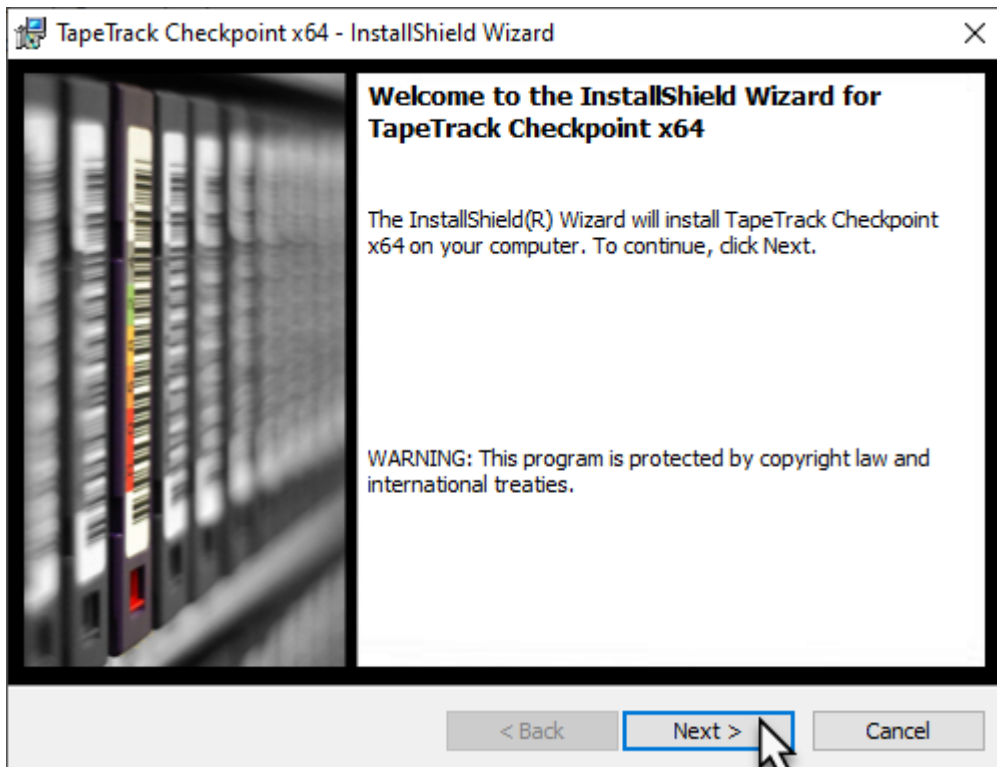 TapeTrack Checkpoint x64 - InstallShield Wizard
Welcome to the InstallShield Wizard for
TapeTrack Checkpoint x64
The InstallShield(R) Wizard will install TapeTrack Checkpoint
x64 on your computer. To continue, click Next.
WARNING: This program is protected by copyright law and
international treaties.
< Back
Next >
Cancel